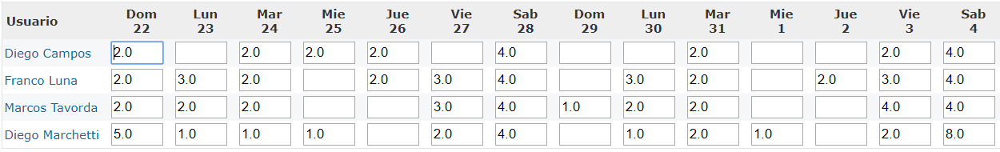 Usuario Dom 22 Lun 23 Mar 24 Mie 25 Jue 26 Vie 27 Sab 28 Dom 29 Lun 30 Mar 31 Mie 1 Jue 2 Vie 3 Sab 4
Diego Campos 2.0 2.0 2.0 2.0 4.0 2.0 2.0 4.0
Franco Luna 2.0 3.0 2.0 2.0 3.0 4.0 3.0 2.0 2.0 3.0 4.0
Marcos Tavorda 2.0 2.0 2.0 3.0 4.0 1.0 2.0 2.0 4.0 4.0
Diego Marchetti 5.0 1.0 1.0 1.0 2.0 4.0 1.0 2.0 1.0 2.0 8.0